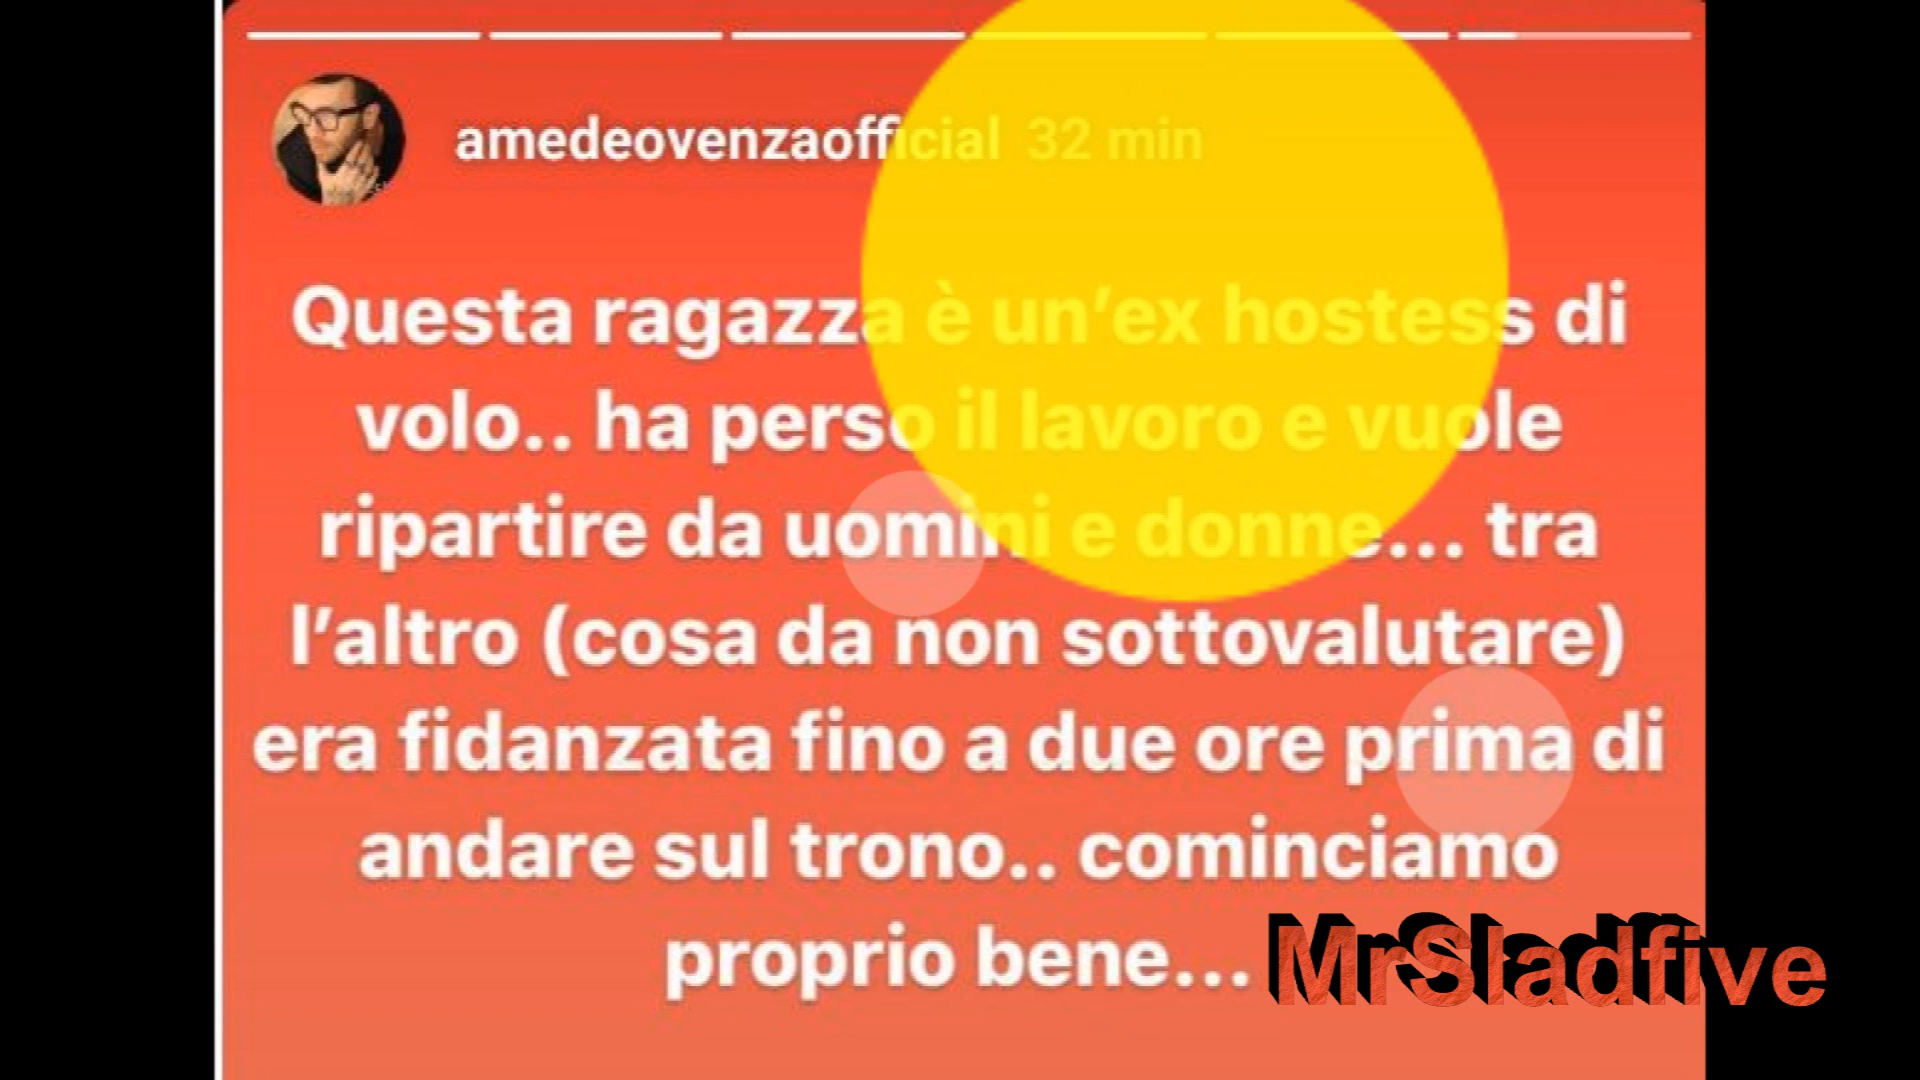 amedeovenzaofficial 32 min
Questa ragazza è un’ex hostess di
volo.. ha perso il lavoro e vuole
ripartire da uomini e donne... tra
l’altro (cosa da non sottovalutare)
era fidanzata fino a due ore prima di
andare sul trono.. cominciamo
proprio bene...
MrSladfive